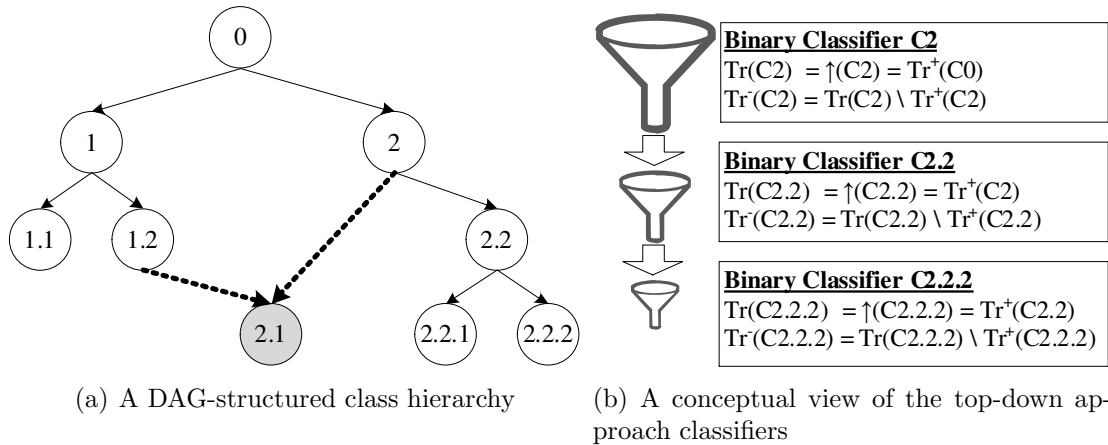 0
1
2
1.1
1.2
2.2
2.1
2.2.1
2.2.2
(a) A DAG-structured class hierarchy
Binary Classifier C2
Tr(C2) = ↑(C2) = Tr⁺(C0)
Tr⁻(C2) = Tr(C2) \ Tr⁺(C2)
Binary Classifier C2.2
Tr(C2.2) = ↑(C2.2) = Tr⁺(C2)
Tr⁻(C2.2) = Tr(C2.2) \ Tr⁺(C2.2)
Binary Classifier C2.2.2
Tr(C2.2.2) = ↑(C2.2.2) = Tr⁺(C2.2)
Tr⁻(C2.2.2) = Tr(C2.2.2) \ Tr⁺(C2.2.2)
(b) A conceptual view of the top-down ap-
proach classifiers